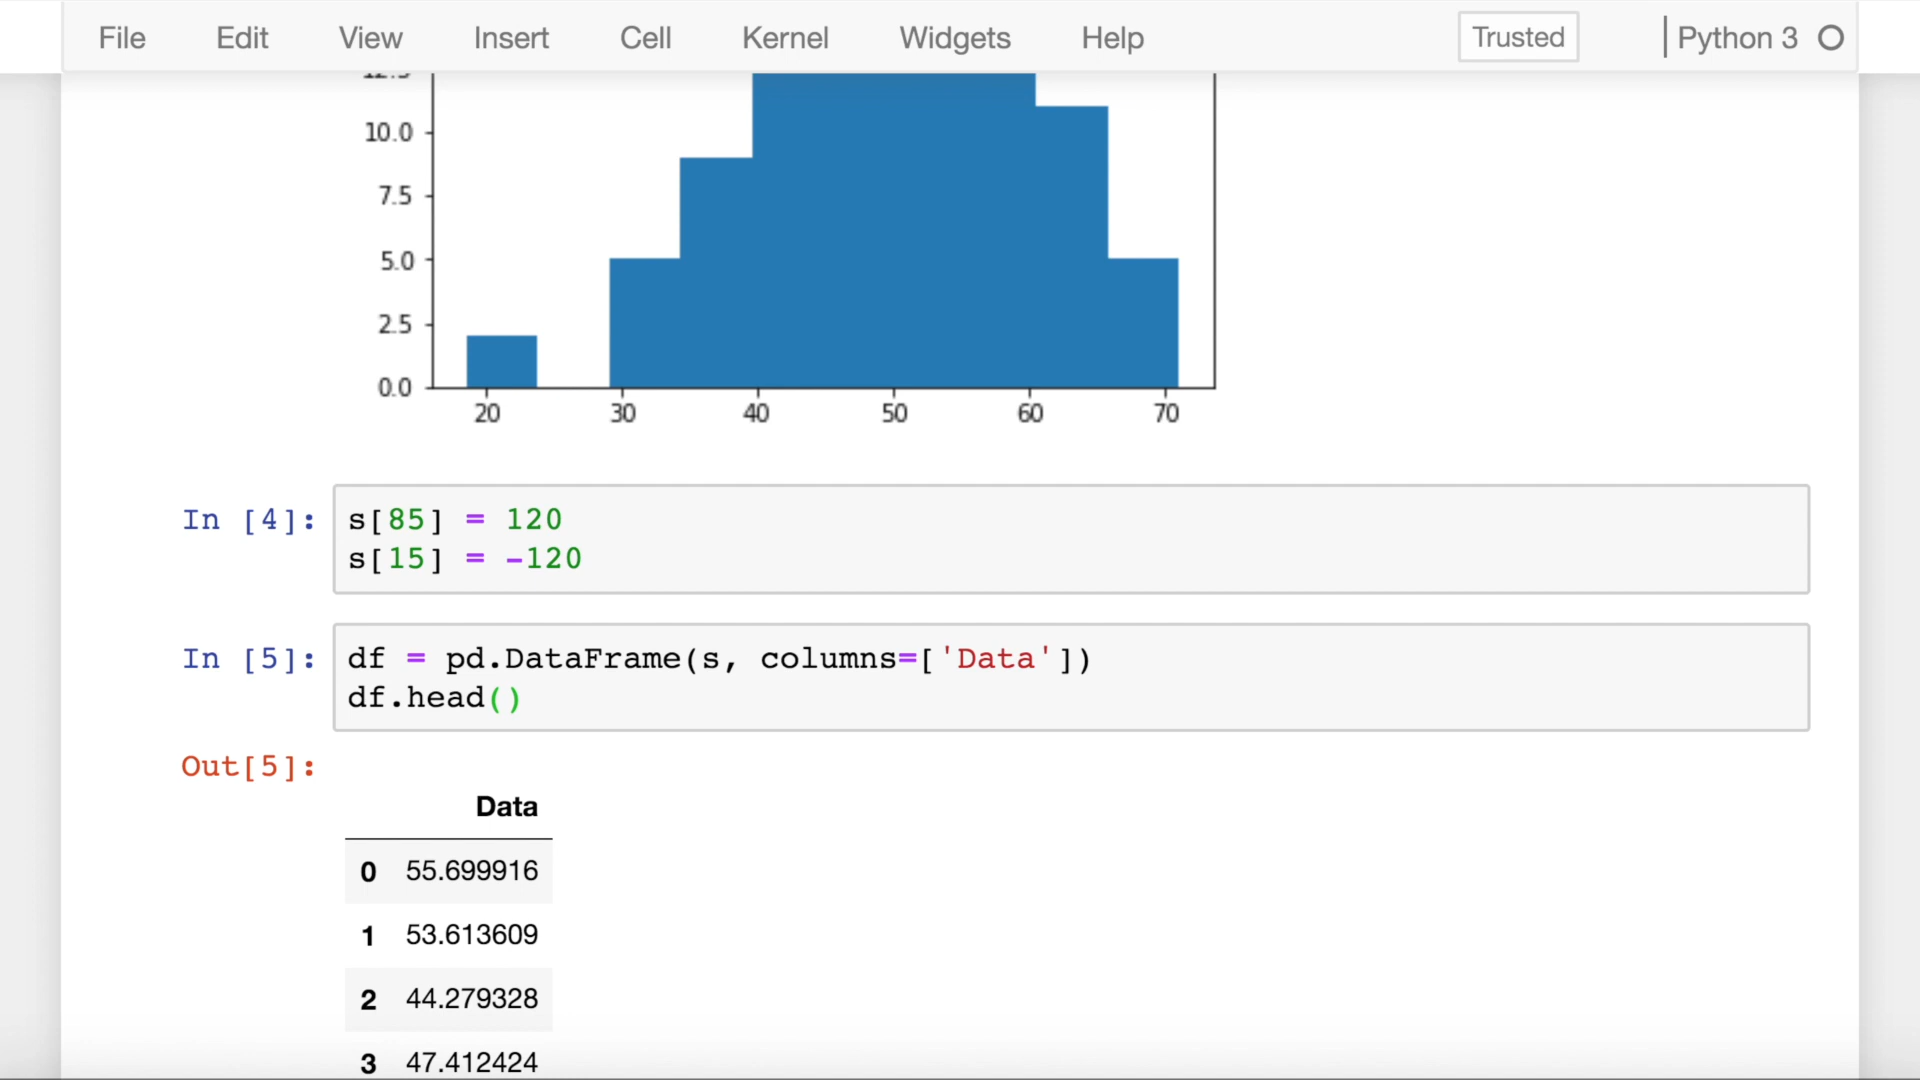 File Edit View Insert Cell Kernel Widgets Help Trusted Python 3
10.0
7.5
5.0
2.5
0.0
20 30 40 50 60 70
In [4]: s[85] = 120
s[15] = -120
In [5]: df = pd.DataFrame(s, columns=['Data'])
df.head()
Out[5]:
Data
0 55.699916
1 53.613609
2 44.279328
3 47.412424